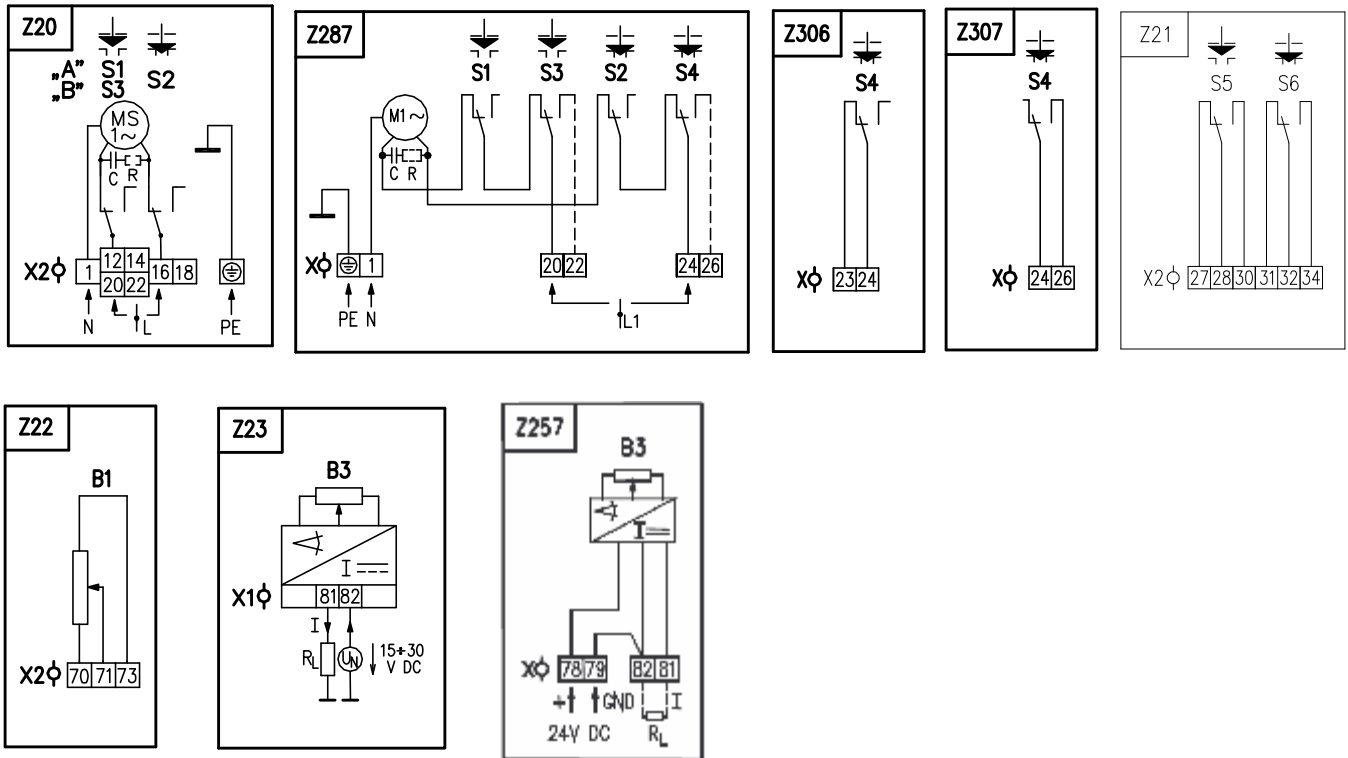 Z20
„A” S1 S2
„B” S3
MS
1~
C R
X2 1 12 14 16 18
20 22
N L PE
Z287
S1 S3 S2 S4
M1~
C R
X 1 20 22 24 26
PE N L1
Z306
S4
X 23 24
Z307
S4
X 24 26
Z21
S5 S6
X2 27 28 30 31 32 34
Z22
B1
X2 70 71 73
Z23
B3
I
X1 81 82
I
RL UN 15÷30
V DC
Z257
B3
I
X 78 79 82 81
+ GND I
24V DC RL